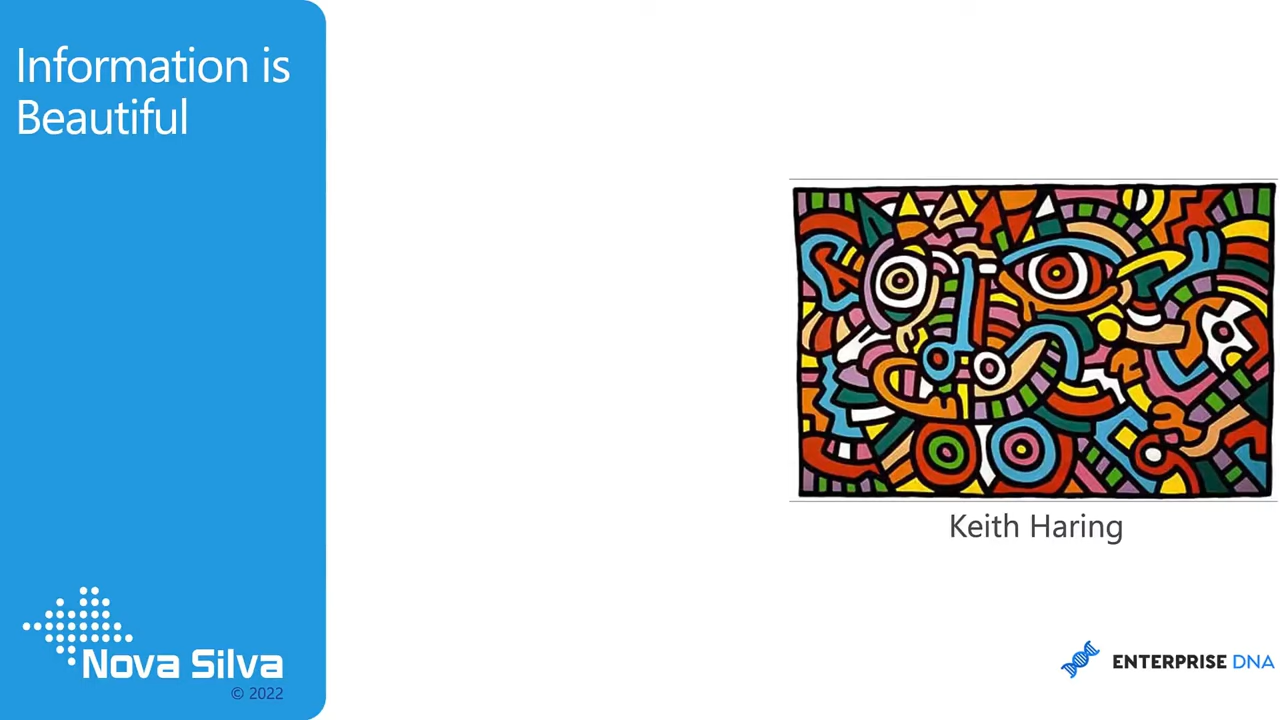 Information is
Beautiful
Keith Haring
Nova Silva
© 2022
ENTERPRISE DNA